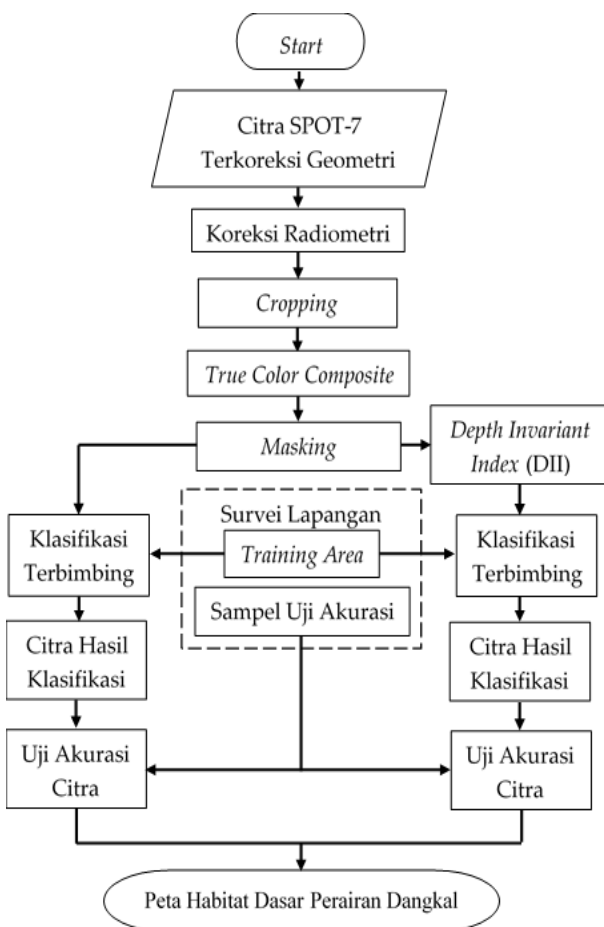 Start
Citra SPOT-7
Terkoreksi Geometri
Koreksi Radiometri
Cropping
True Color Composite
Masking
Depth Invariant
Index (DII)
Survei Lapangan
Klasifikasi
Terbimbing
Training Area
Klasifikasi
Terbimbing
Sampel Uji Akurasi
Citra Hasil
Klasifikasi
Citra Hasil
Klasifikasi
Uji Akurasi
Citra
Uji Akurasi
Citra
Peta Habitat Dasar Perairan Dangkal